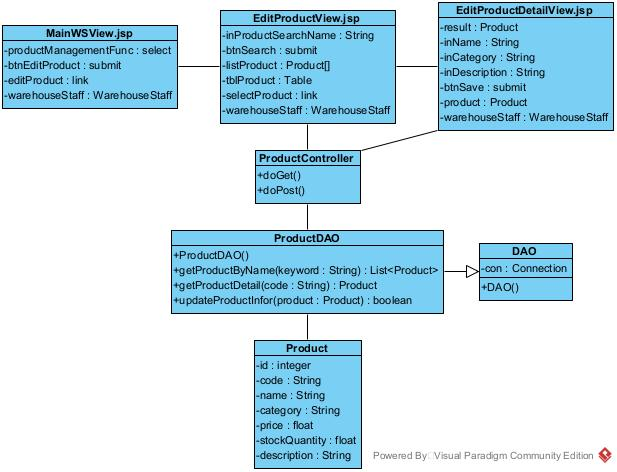 MainWSView.jsp
-productManagementFunc : select
-btnEditProduct : submit
-editProduct : link
-warehouseStaff : WarehouseStaff
EditProductView.jsp
-inProductSearchName : String
-btnSearch : submit
-listProduct : Product[]
-tblProduct : Table
-selectProduct : link
-warehouseStaff : WarehouseStaff
EditProductDetailView.jsp
-result : Product
-inName : String
-inCategory : String
-inDescription : String
-btnSave : submit
-product : Product
-warehouseStaff : WarehouseStaff
ProductController
+doGet()
+doPost()
ProductDAO
+ProductDAO()
+getProductByName(keyword : String) : List<Product>
+getProductDetail(code : String) : Product
+updateProductInfor(product : Product) : boolean
DAO
-con : Connection
+DAO()
Product
-id : integer
-code : String
-name : String
-category : String
-price : float
-stockQuantity : float
-description : String
Powered By Visual Paradigm Community Edition